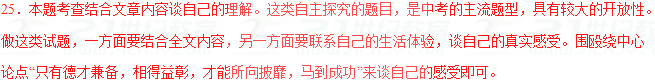 25．本题考查结合文章内容谈自己的理解。这类自主探究的题目，是中考的主流题型，具有较大的开放性。
做这类试题，一方面要结合全文内容，另一方面要联系自己的生活体验，谈自己的真实感受。围殴绕中心
论点“只有德才兼备，相得益彰，才能所向披靡，马到成功”来谈自己的感受即可。